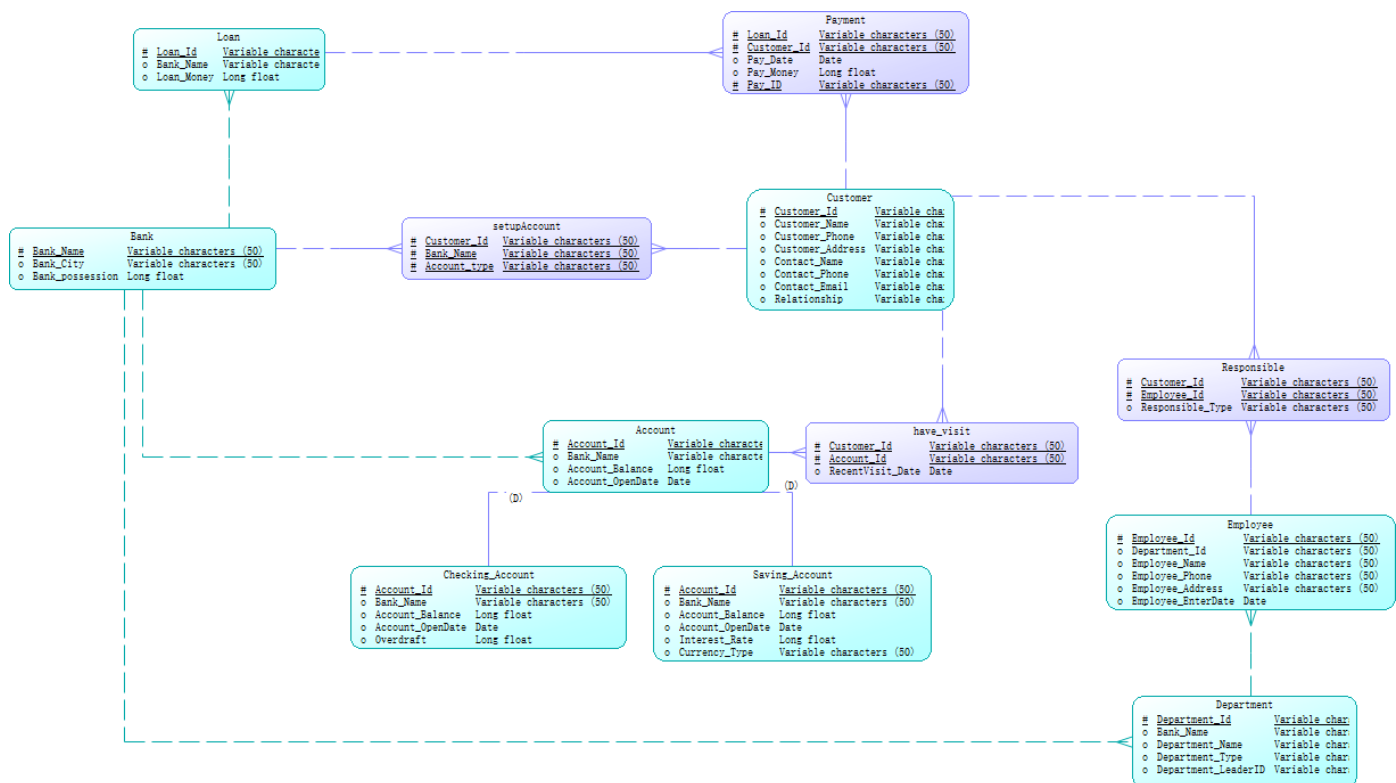 Loan
# Loan_Id Variable characte
o Bank_Name Variable characte
o Loan_Money Long float
Payment
# Loan_Id Variable characters (50)
# Customer_Id Variable characters (50)
o Pay_Date Date
o Pay_Money Long float
# Pay_ID Variable characters (50)
Customer
# Customer_Id Variable cha
o Customer_Name Variable cha
o Customer_Phone Variable cha
o Customer_Address Variable cha
o Contact_Name Variable cha
o Contact_Phone Variable cha
o Contact_Email Variable cha
o Relationship Variable cha
setupAccount
# Customer_Id Variable characters (50)
# Bank_Name Variable characters (50)
# Account_type Variable characters (50)
Bank
# Bank_Name Variable characters (50)
o Bank_City Variable characters (50)
o Bank_possession Long float
Responsible
# Customer_Id Variable characters (50)
# Employee_Id Variable characters (50)
o Responsible_Type Variable characters (50)
Account
# Account_Id Variable characte
o Bank_Name Variable characte
o Account_Balance Long float
o Account_OpenDate Date
have_visit
# Customer_Id Variable characters (50)
# Account_Id Variable characters (50)
o RecentVisit_Date Date
(D)
(D)
Employee
# Employee_Id Variable characters (50)
o Department_Id Variable characters (50)
o Employee_Name Variable characters (50)
o Employee_Phone Variable characters (50)
o Employee_Address Variable characters (50)
o Employee_EnterDate Date
Checking_Account
# Account_Id Variable characters (50)
o Bank_Name Variable characters (50)
o Account_Balance Long float
o Account_OpenDate Date
o Overdraft Long float
Saving_Account
# Account_Id Variable characters (50)
o Bank_Name Variable characters (50)
o Account_Balance Long float
o Account_OpenDate Date
o Interest_Rate Long float
o Currency_Type Variable characters (50)
Department
# Department_Id Variable char
o Bank_Name Variable char
o Department_Name Variable char
o Department_Type Variable char
o Department_LeaderID Variable char